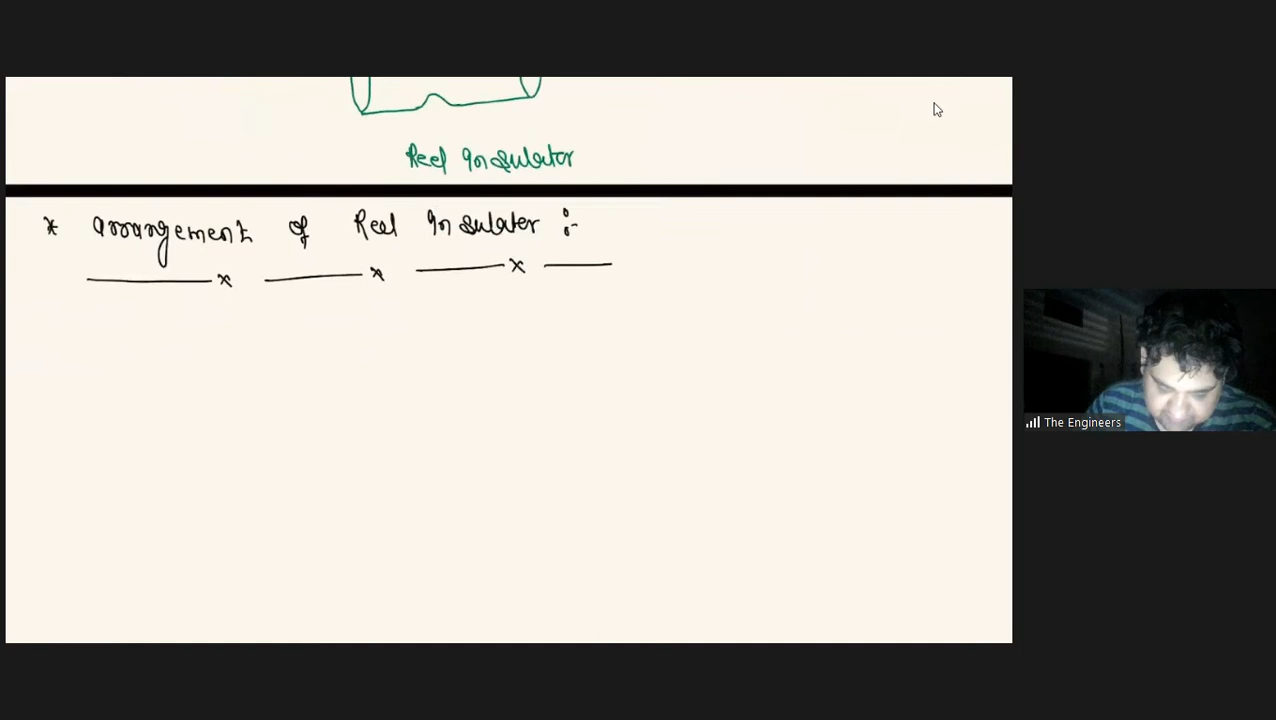 Reel Insulator
* arrangement of Reel Insulator :-
The Engineers